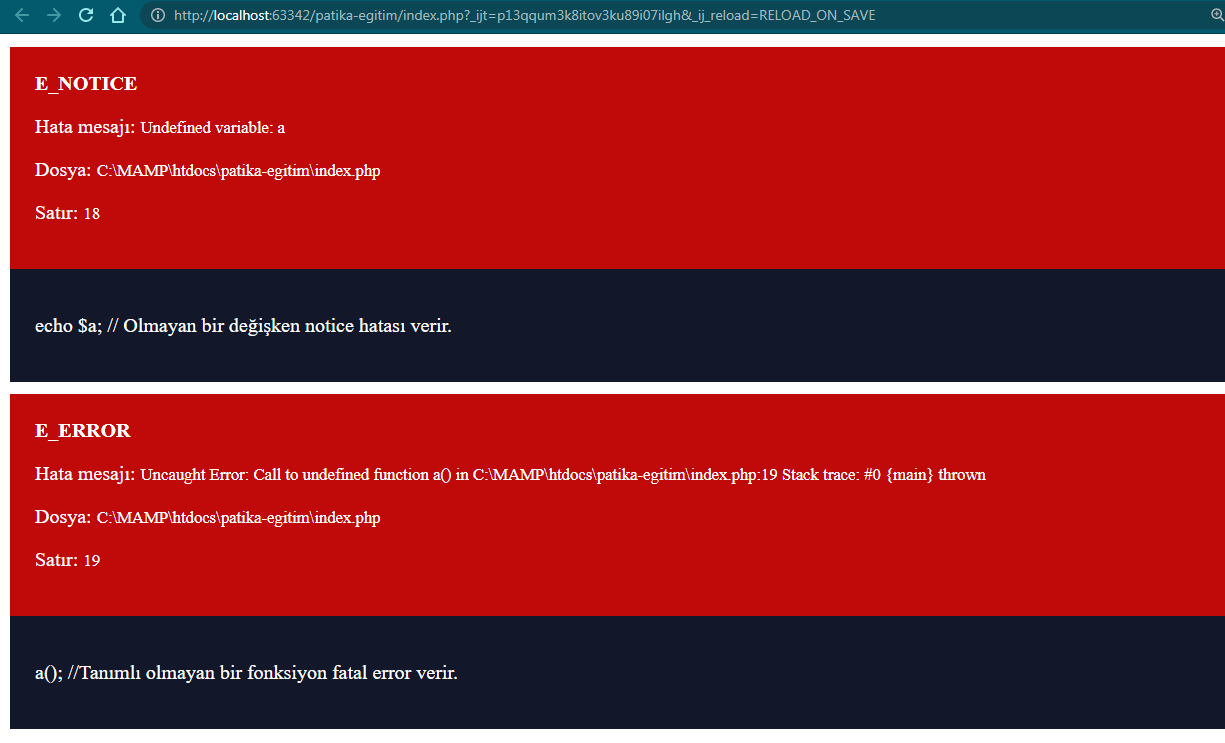 http://localhost:63342/patika-egitim/index.php?_ijt=p13qqum3k8itov3ku89i07ilgh&_ij_reload=RELOAD_ON_SAVE
E_NOTICE
Hata mesajı: Undefined variable: a
Dosya: C:\MAMP\htdocs\patika-egitim\index.php
Satır: 18
echo $a; // Olmayan bir değişken notice hatası verir.
E_ERROR
Hata mesajı: Uncaught Error: Call to undefined function a() in C:\MAMP\htdocs\patika-egitim\index.php:19 Stack trace: #0 {main} thrown
Dosya: C:\MAMP\htdocs\patika-egitim\index.php
Satır: 19
a(); //Tanımlı olmayan bir fonksiyon fatal error verir.